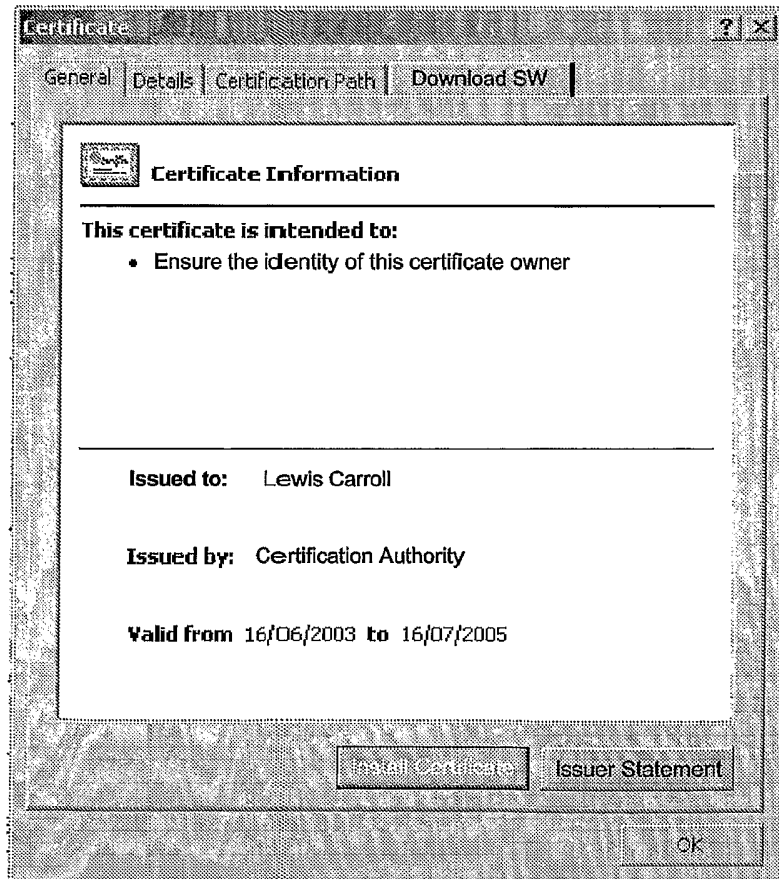 Certificate ? X
General Details Certification Path Download SW
Certificate Information
This certificate is intended to:
• Ensure the identity of this certificate owner
Issued to: Lewis Carroll
Issued by: Certification Authority
Valid from 16/06/2003 to 16/07/2005
Install Certificate Issuer Statement
OK